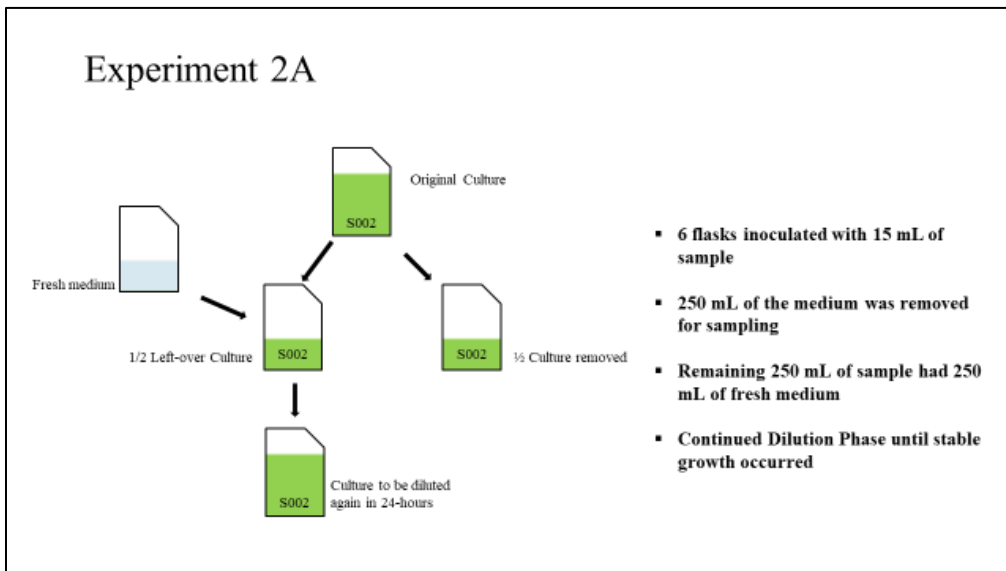 Experiment 2A
Original Culture
S002
Fresh medium
1/2 Left-over Culture
S002
S002
½ Culture removed
S002
Culture to be diluted
again in 24-hours
▪ 6 flasks inoculated with 15 mL of
sample
▪ 250 mL of the medium was removed
for sampling
▪ Remaining 250 mL of sample had 250
mL of fresh medium
▪ Continued Dilution Phase until stable
growth occurred